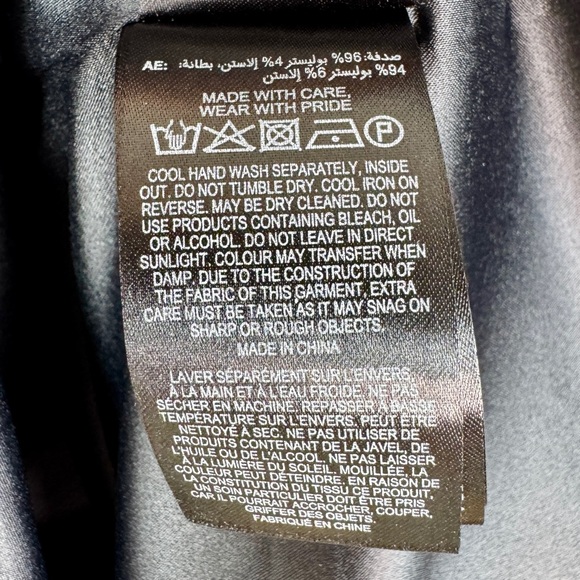 AE: صدفة: 96% بوليستر 4% إلاستن، بطانة:
94% بوليستر 6% إلاستن
MADE WITH CARE,
WEAR WITH PRIDE
P
COOL HAND WASH SEPARATELY, INSIDE
OUT. DO NOT TUMBLE DRY. COOL IRON ON
REVERSE. MAY BE DRY CLEANED. DO NOT
USE PRODUCTS CONTAINING BLEACH, OIL
OR ALCOHOL. DO NOT LEAVE IN DIRECT
SUNLIGHT. COLOUR MAY TRANSFER WHEN
DAMP. DUE TO THE CONSTRUCTION OF
THE FABRIC OF THIS GARMENT, EXTRA
CARE MUST BE TAKEN AS IT MAY SNAG ON
SHARP OR ROUGH OBJECTS.
MADE IN CHINA
LAVER SÉPARÉMENT SUR L'ENVERS
À LA MAIN ET À L'EAU FROIDE. NE PAS
SÉCHER EN MACHINE. REPASSER À BASSE
TEMPÉRATURE SUR L'ENVERS. PEUT ÊTRE
NETTOYÉ À SEC. NE PAS UTILISER DE
PRODUITS CONTENANT DE LA JAVEL, DE
L'HUILE OU DE L'ALCOOL. NE PAS LAISSER
À LA LUMIÈRE DU SOLEIL. MOUILLÉE, LA
COULEUR PEUT DÉTEINDRE. EN RAISON DE
LA CONSTITUTION DU TISSU CE PRODUIT,
UN SOIN PARTICULIER DOIT ÊTRE PRIS
CAR IL POURRAIT ACCROCHER, COUPER,
GRIFFER DES OBJETS.
FABRIQUÉ EN CHINE